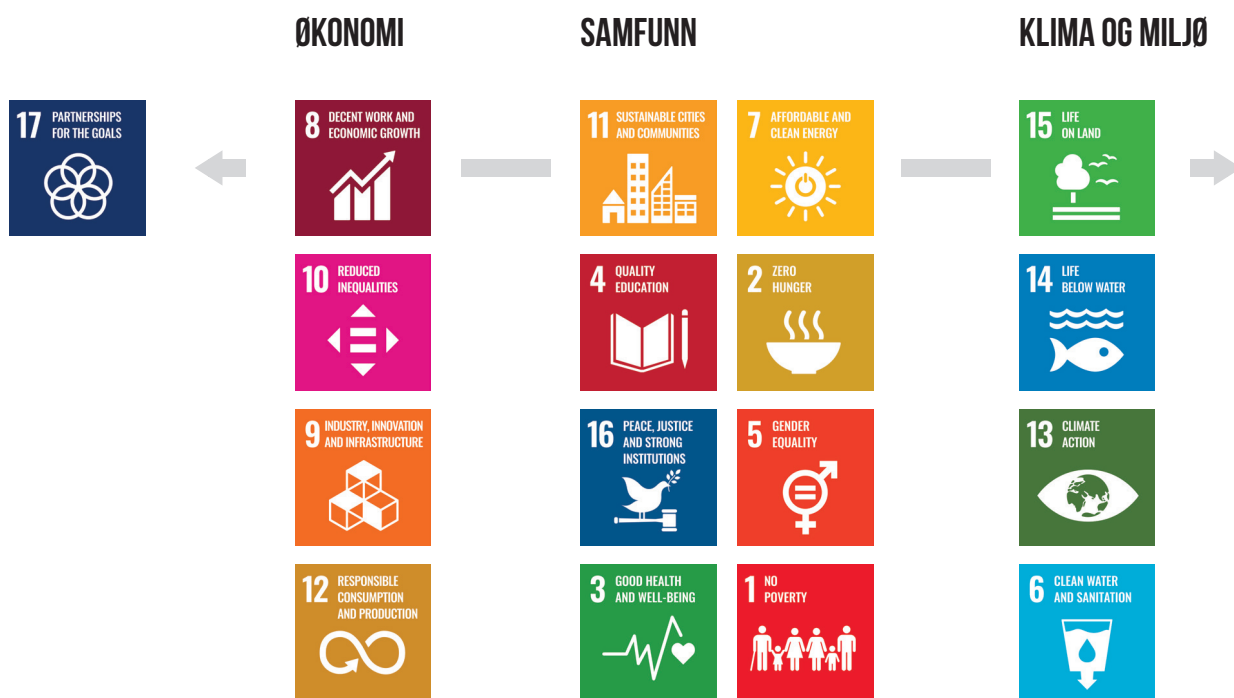 ØKONOMI
SAMFUNN
KLIMA OG MILJØ
17 PARTNERSHIPS
FOR THE GOALS
8 DECENT WORK AND
ECONOMIC GROWTH
11 SUSTAINABLE CITIES
AND COMMUNITIES
7 AFFORDABLE AND
CLEAN ENERGY
15 LIFE
ON LAND
10 REDUCED
INEQUALITIES
4 QUALITY
EDUCATION
2 ZERO
HUNGER
14 LIFE
BELOW WATER
9 INDUSTRY, INNOVATION
AND INFRASTRUCTURE
16 PEACE, JUSTICE
AND STRONG
INSTITUTIONS
5 GENDER
EQUALITY
13 CLIMATE
ACTION
12 RESPONSIBLE
CONSUMPTION
AND PRODUCTION
3 GOOD HEALTH
AND WELL-BEING
1 NO
POVERTY
6 CLEAN WATER
AND SANITATION